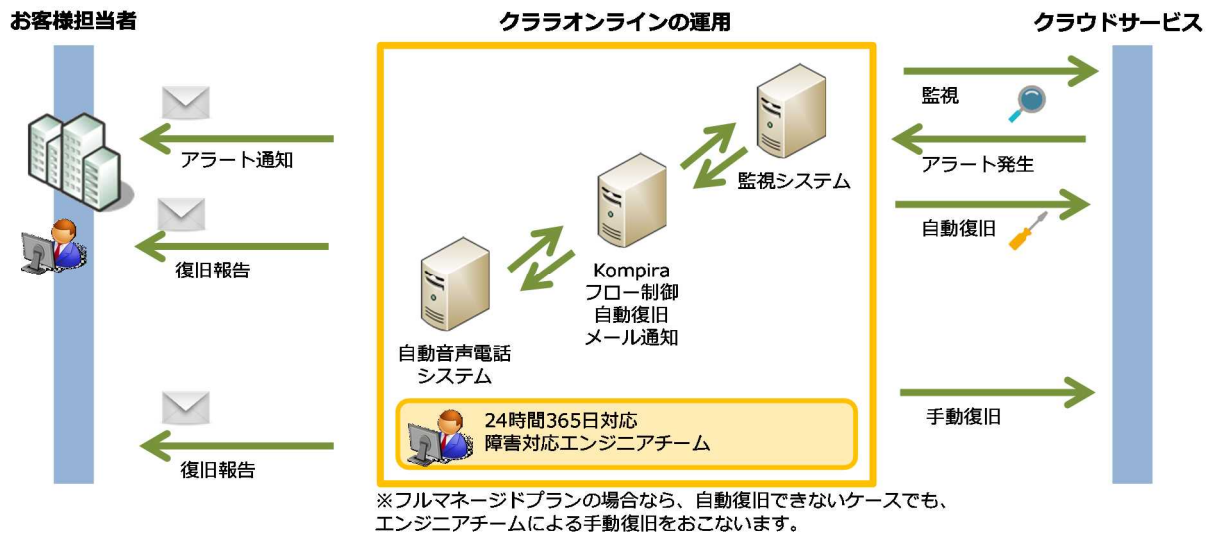 お客様担当者
クララオンラインの運用
クラウドサービス
アラート通知
復旧報告
復旧報告
監視システム
Kompira
フロー制御
自動復旧
メール通知
自動音声電話
システム
24時間365日対応
障害対応エンジニアチーム
監視
アラート発生
自動復旧
手動復旧
※フルマネージドプランの場合なら、自動復旧できないケースでも、
エンジニアチームによる手動復旧をおこないます。